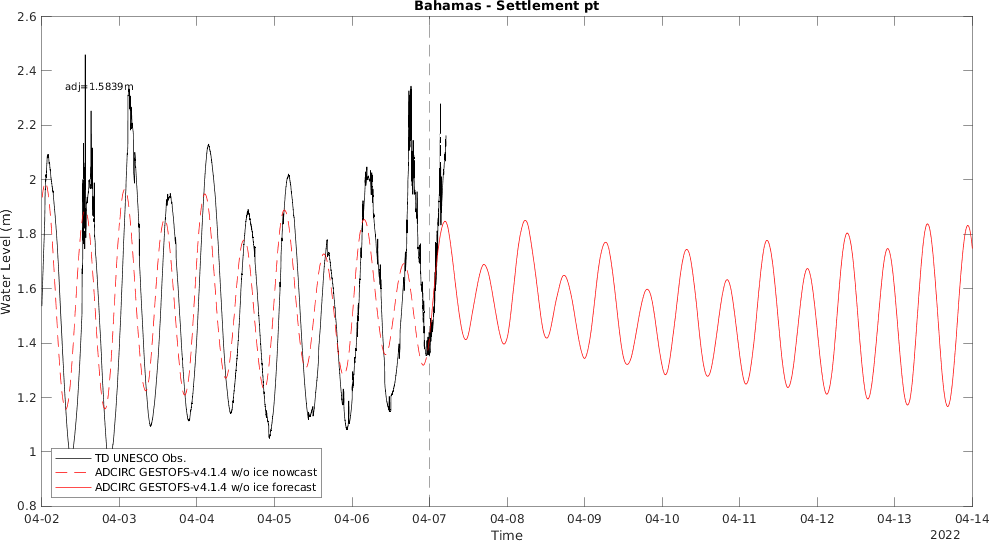 Bahamas - Settlement pt
2.6
2.4
2.2
2
1.8
1.6
1.4
1.2
1
0.8
Water Level (m)
adj=1.5839m
TD UNESCO Obs.
ADCIRC GESTOFS-v4.1.4 w/o ice nowcast
ADCIRC GESTOFS-v4.1.4 w/o ice forecast
04-02 04-03 04-04 04-05 04-06 04-07 04-08 04-09 04-10 04-11 04-12 04-13 04-14
Time
2022